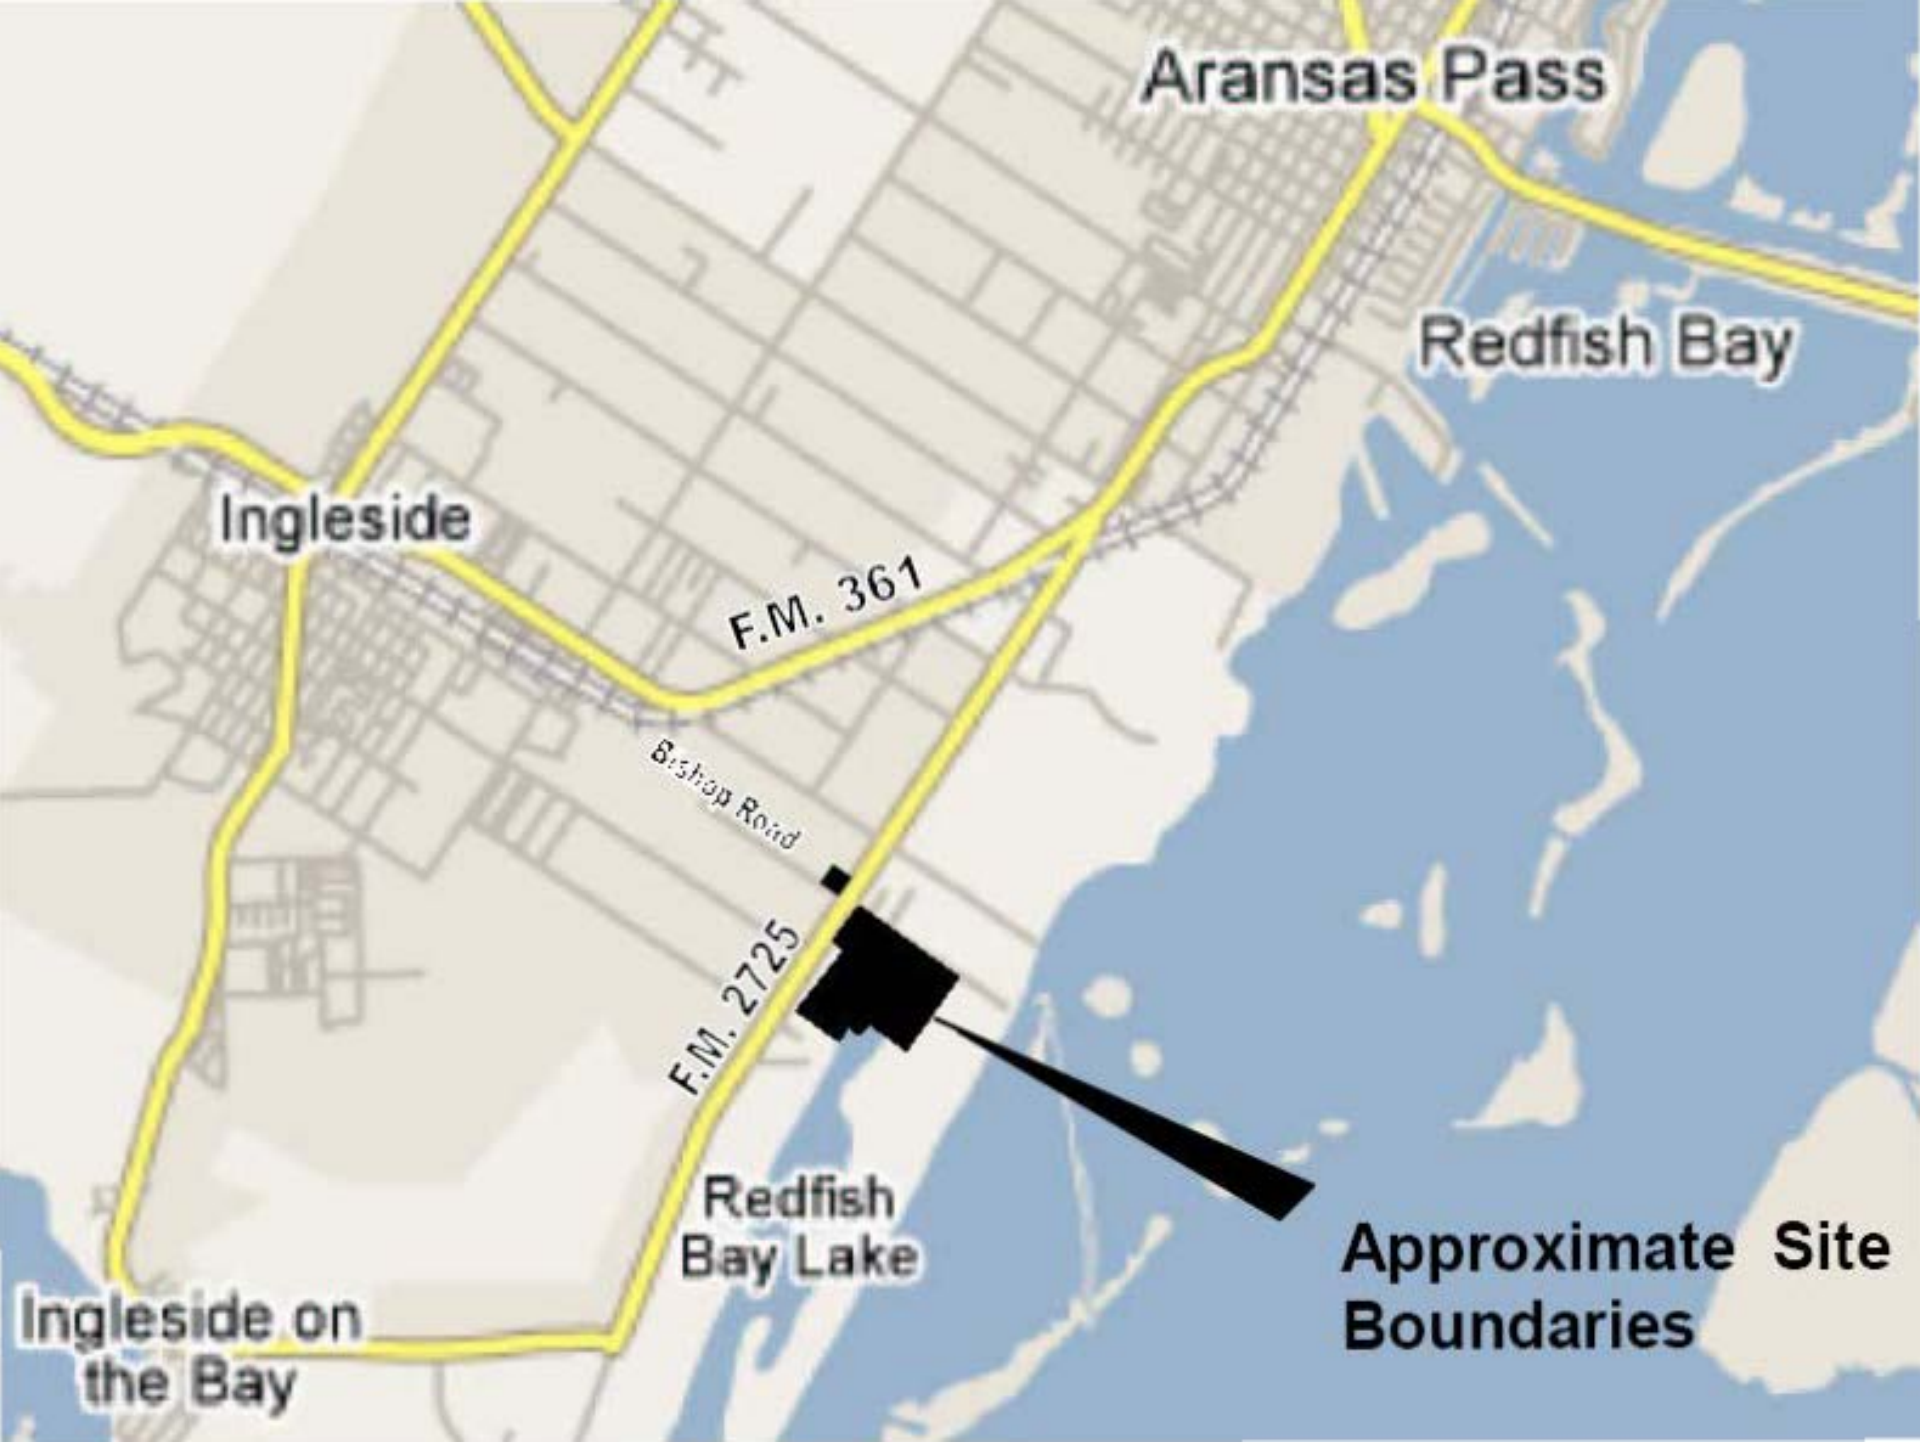 Aransas Pass
Redfish Bay
Ingleside
F.M. 361
Bishop Road
F.M. 2725
Redfish
Bay Lake
Approximate Site
Boundaries
Ingleside on
the Bay